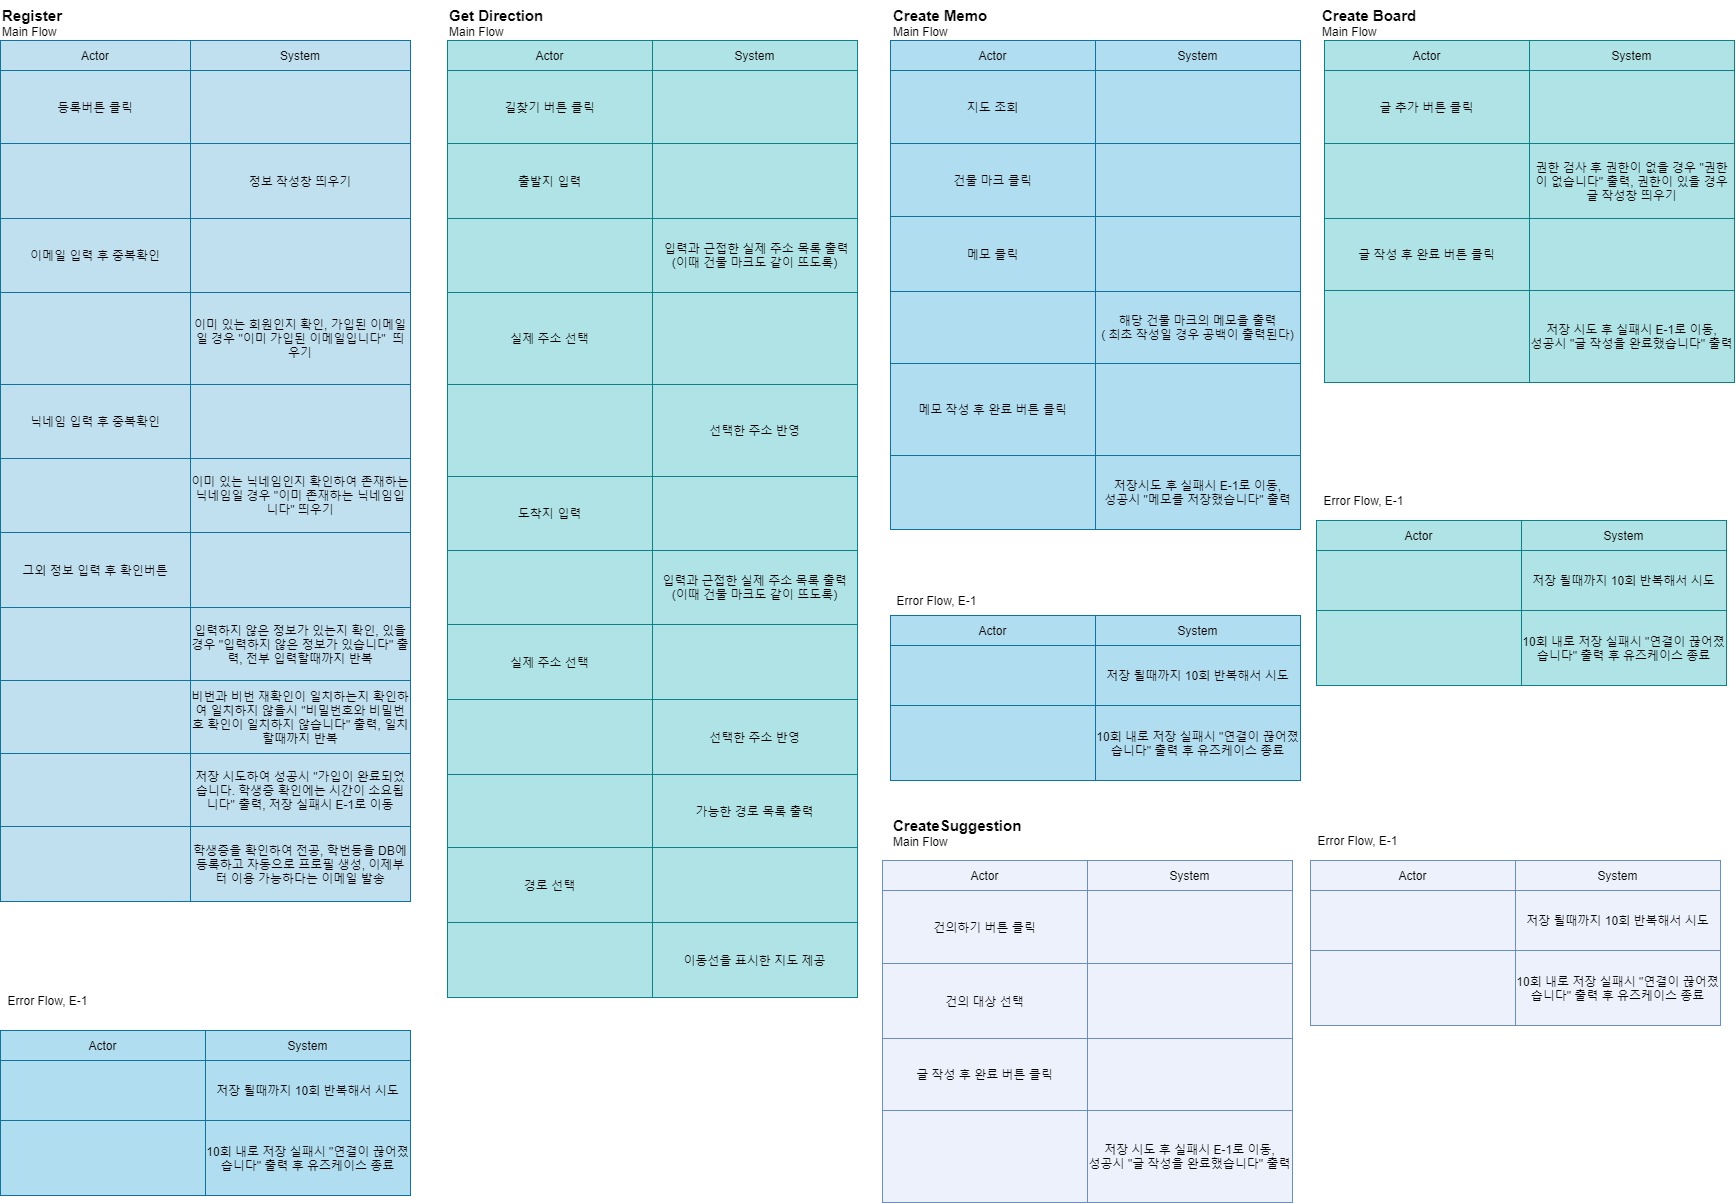 Register
Main Flow
Actor
System
등록버튼 클릭
정보 작성창 띄우기
이메일 입력 후 중복확인
이미 있는 회원인지 확인, 가입된 이메일
일 경우 "이미 가입된 이메일입니다" 띄
우기
닉네임 입력 후 중복확인
이미 있는 닉네임인지 확인하여 존재하는
닉네임일 경우 "이미 존재하는 닉네임입
니다" 띄우기
그외 정보 입력 후 확인버튼
입력하지 않은 정보가 있는지 확인, 있을
경우 "입력하지 않은 정보가 있습니다" 출
력, 전부 입력할때까지 반복
비번과 비번 재확인이 일치하는지 확인하
여 일치하지 않을시 "비밀번호와 비밀번
호 확인이 일치하지 않습니다" 출력, 일치
할때까지 반복
저장 시도하여 성공시 "가입이 완료되었
습니다. 학생증 확인에는 시간이 소요됩
니다" 출력, 저장 실패시 E-1로 이동
학생증을 확인하여 전공, 학번등을 DB에
등록하고 자동으로 프로필 생성, 이제부
터 이용 가능하다는 이메일 발송
Error Flow, E-1
Actor
System
저장 될때까지 10회 반복해서 시도
10회 내로 저장 실패시 "연결이 끊어졌
습니다" 출력 후 유즈케이스 종료
Get Direction
Main Flow
Actor
System
길찾기 버튼 클릭
출발지 입력
입력과 근접한 실제 주소 목록 출력
(이때 건물 마크도 같이 뜨도록)
실제 주소 선택
선택한 주소 반영
도착지 입력
입력과 근접한 실제 주소 목록 출력
(이때 건물 마크도 같이 뜨도록)
실제 주소 선택
선택한 주소 반영
가능한 경로 목록 출력
경로 선택
이동선을 표시한 지도 제공
Create Memo
Main Flow
Actor
System
지도 조회
건물 마크 클릭
메모 클릭
해당 건물 마크의 메모을 출력
( 최초 작성일 경우 공백이 출력된다)
메모 작성 후 완료 버튼 클릭
저장시도 후 실패시 E-1로 이동,
성공시 "메모를 저장했습니다" 출력
Error Flow, E-1
Actor
System
저장 될때까지 10회 반복해서 시도
10회 내로 저장 실패시 "연결이 끊어졌
습니다" 출력 후 유즈케이스 종료
Create Board
Main Flow
Actor
System
글 추가 버튼 클릭
권한 검사 후 권한이 없을 경우 "권한
이 없습니다" 출력, 권한이 있을 경우
글 작성창 띄우기
글 작성 후 완료 버튼 클릭
저장 시도 후 실패시 E-1로 이동,
성공시 "글 작성을 완료했습니다" 출력
Error Flow, E-1
Actor
System
저장 될때까지 10회 반복해서 시도
10회 내로 저장 실패시 "연결이 끊어졌
습니다" 출력 후 유즈케이스 종료
CreateSuggestion
Main Flow
Actor
System
건의하기 버튼 클릭
건의 대상 선택
글 작성 후 완료 버튼 클릭
저장 시도 후 실패시 E-1로 이동,
성공시 "글 작성을 완료했습니다" 출력
Error Flow, E-1
Actor
System
저장 될때까지 10회 반복해서 시도
10회 내로 저장 실패시 "연결이 끊어졌
습니다" 출력 후 유즈케이스 종료